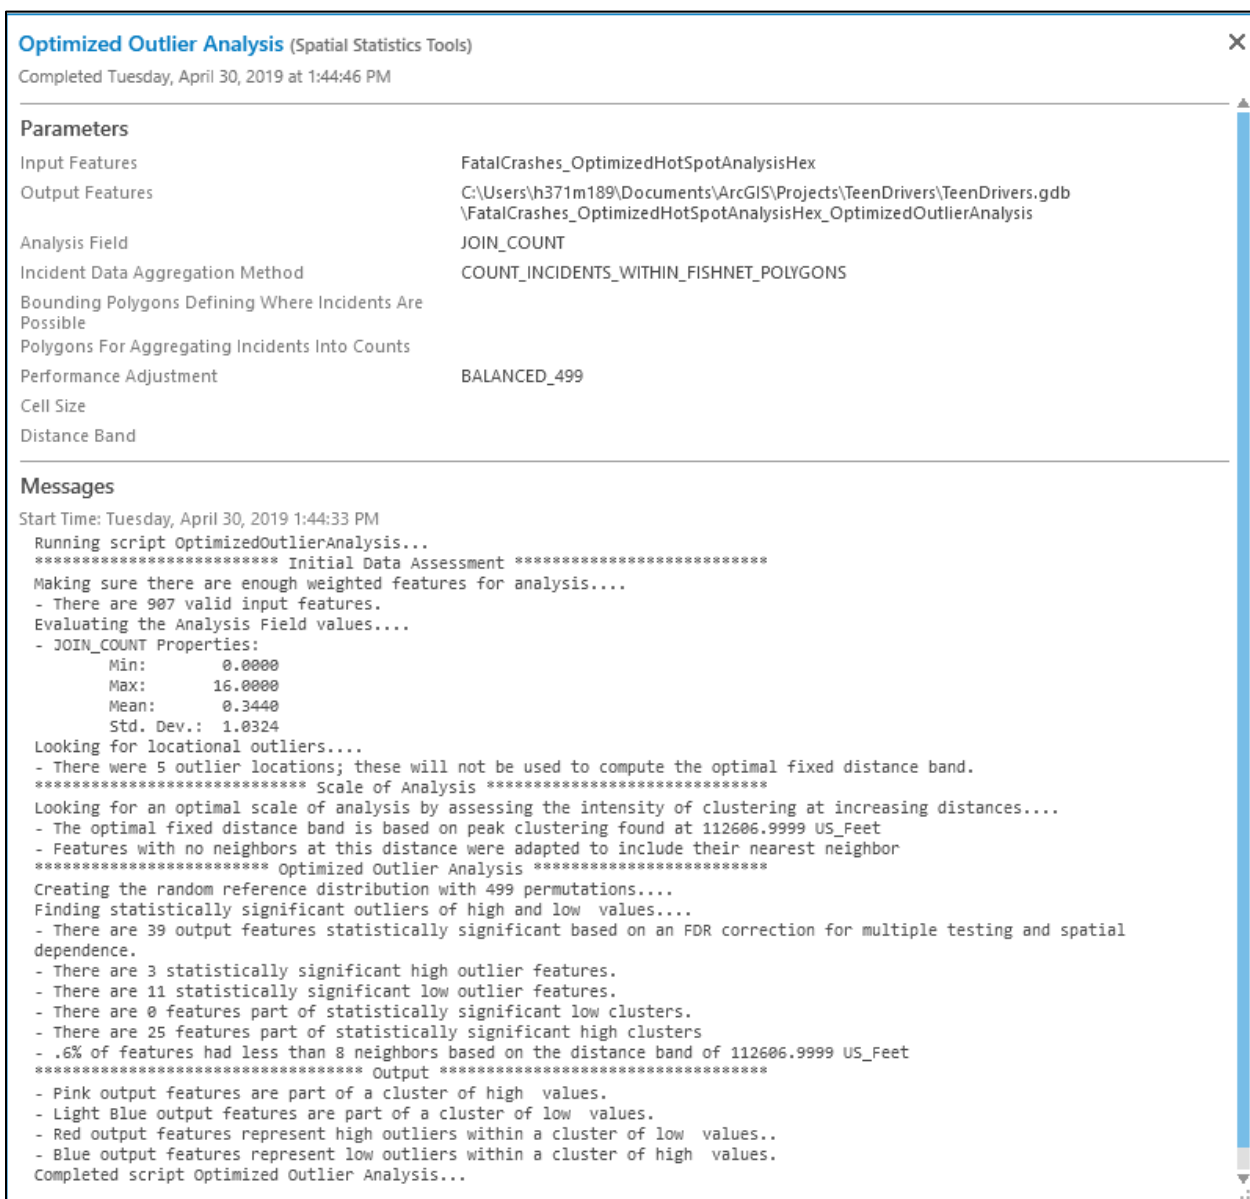 Optimized Outlier Analysis (Spatial Statistics Tools)
Completed Tuesday, April 30, 2019 at 1:44:46 PM
Parameters
Input Features FatalCrashes_OptimizedHotSpotAnalysisHex
Output Features C:\Users\h371m189\Documents\ArcGIS\Projects\TeenDrivers\TeenDrivers.gdb
\FatalCrashes_OptimizedHotSpotAnalysisHex_OptimizedOutlierAnalysis
Analysis Field JOIN_COUNT
Incident Data Aggregation Method COUNT_INCIDENTS_WITHIN_FISHNET_POLYGONS
Bounding Polygons Defining Where Incidents Are
Possible
Polygons For Aggregating Incidents Into Counts
Performance Adjustment BALANCED_499
Cell Size
Distance Band
Messages
Start Time: Tuesday, April 30, 2019 1:44:33 PM
Running script OptimizedOutlierAnalysis...
************************** Initial Data Assessment ***************************
Making sure there are enough weighted features for analysis....
- There are 907 valid input features.
Evaluating the Analysis Field values....
- JOIN_COUNT Properties:
Min: 0.0000
Max: 16.0000
Mean: 0.3440
Std. Dev.: 1.0324
Looking for locational outliers....
- There were 5 outlier locations; these will not be used to compute the optimal fixed distance band.
***************************** Scale of Analysis ******************************
Looking for an optimal scale of analysis by assessing the intensity of clustering at increasing distances....
- The optimal fixed distance band is based on peak clustering found at 112606.9999 US_Feet
- Features with no neighbors at this distance were adapted to include their nearest neighbor
************************* Optimized Outlier Analysis *************************
Creating the random reference distribution with 499 permutations....
Finding statistically significant outliers of high and low  values....
- There are 39 output features statistically significant based on an FDR correction for multiple testing and spatial
dependence.
- There are 3 statistically significant high outlier features.
- There are 11 statistically significant low outlier features.
- There are 0 features part of statistically significant low clusters.
- There are 25 features part of statistically significant high clusters
- .6% of features had less than 8 neighbors based on the distance band of 112606.9999 US_Feet
*********************************** Output ***********************************
- Pink output features are part of a cluster of high  values.
- Light Blue output features are part of a cluster of low  values.
- Red output features represent high outliers within a cluster of low  values..
- Blue output features represent low outliers within a cluster of high  values.
Completed script Optimized Outlier Analysis...